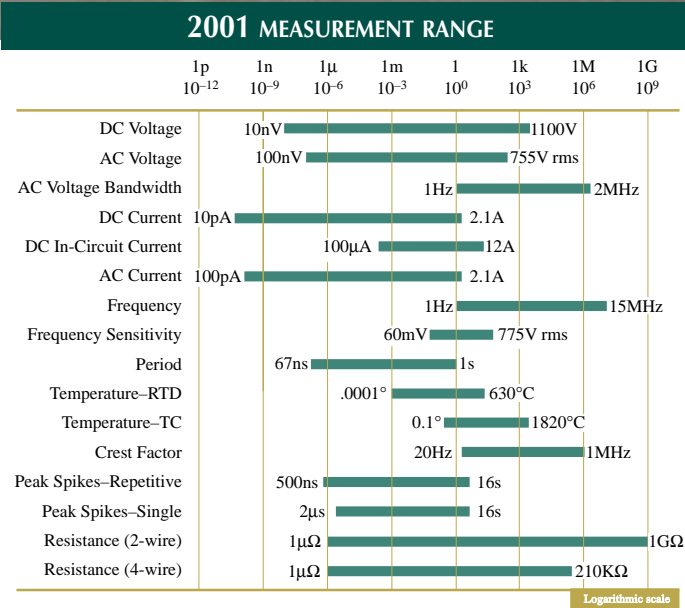 2001 MEASUREMENT RANGE
1p 1n 1μ 1m 1 1k 1M 1G
10⁻¹² 10⁻⁹ 10⁻⁶ 10⁻³ 10⁰ 10³ 10⁶ 10⁹
DC Voltage 10nV 1100V
AC Voltage 100nV 755V rms
AC Voltage Bandwidth 1Hz 2MHz
DC Current 10pA 2.1A
DC In-Circuit Current 100μA 12A
AC Current 100pA 2.1A
Frequency 1Hz 15MHz
Frequency Sensitivity 60mV 775V rms
Period 67ns 1s
Temperature–RTD .0001° 630°C
Temperature–TC 0.1° 1820°C
Crest Factor 20Hz 1MHz
Peak Spikes–Repetitive 500ns 16s
Peak Spikes–Single 2μs 16s
Resistance (2-wire) 1μΩ 1GΩ
Resistance (4-wire) 1μΩ 210KΩ
Logarithmic scale